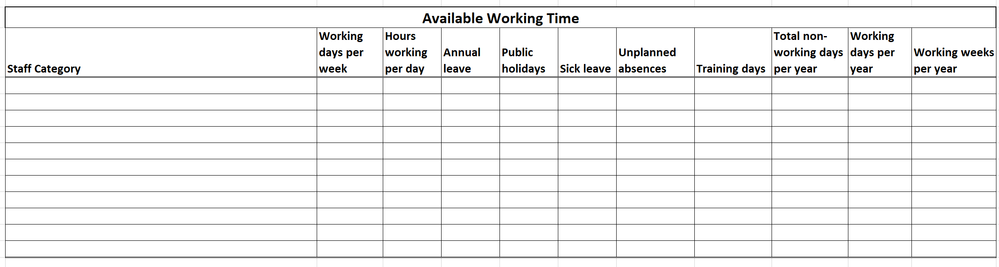 Available Working Time
Staff Category
Working
days per
week
Hours
working
per day
Annual
leave
Public
holidays
Sick leave
Unplanned
absences
Training days
Total non-
working days
per year
Working
days per
year
Working weeks
per year